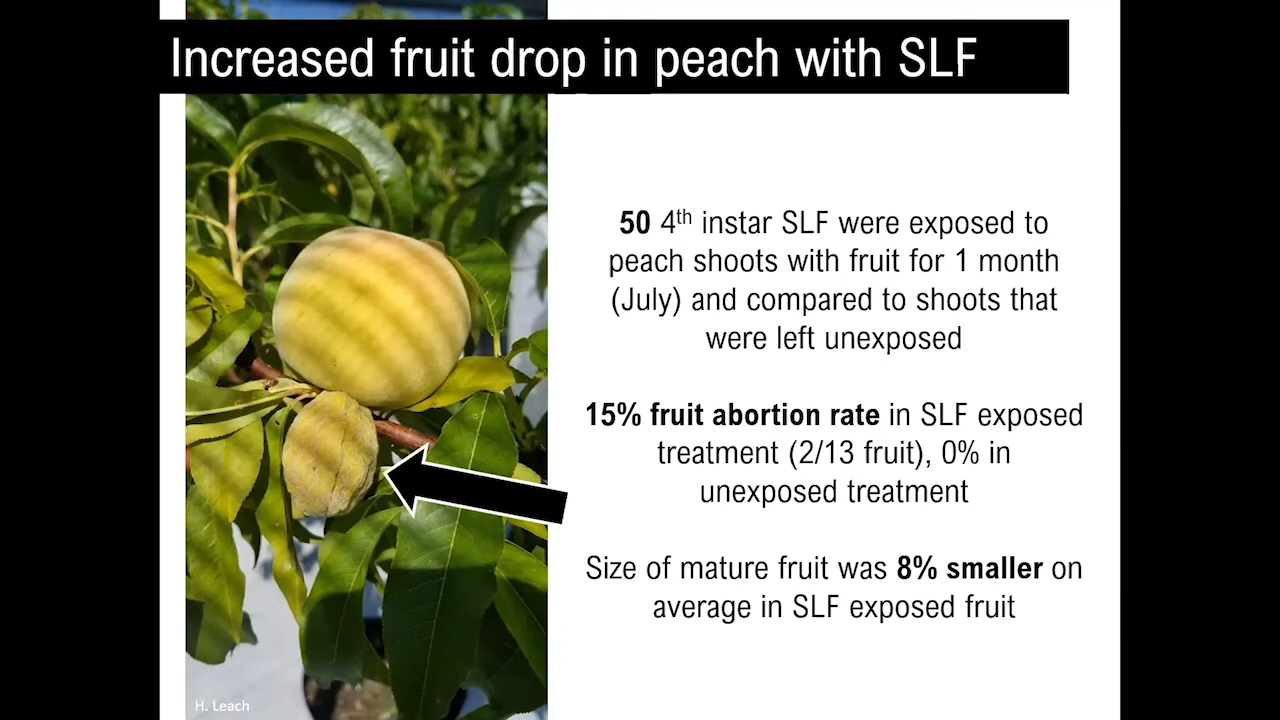 Increased fruit drop in peach with SLF
50 4th instar SLF were exposed to
peach shoots with fruit for 1 month
(July) and compared to shoots that
were left unexposed
15% fruit abortion rate in SLF exposed
treatment (2/13 fruit), 0% in
unexposed treatment
Size of mature fruit was 8% smaller on
average in SLF exposed fruit
H. Leach